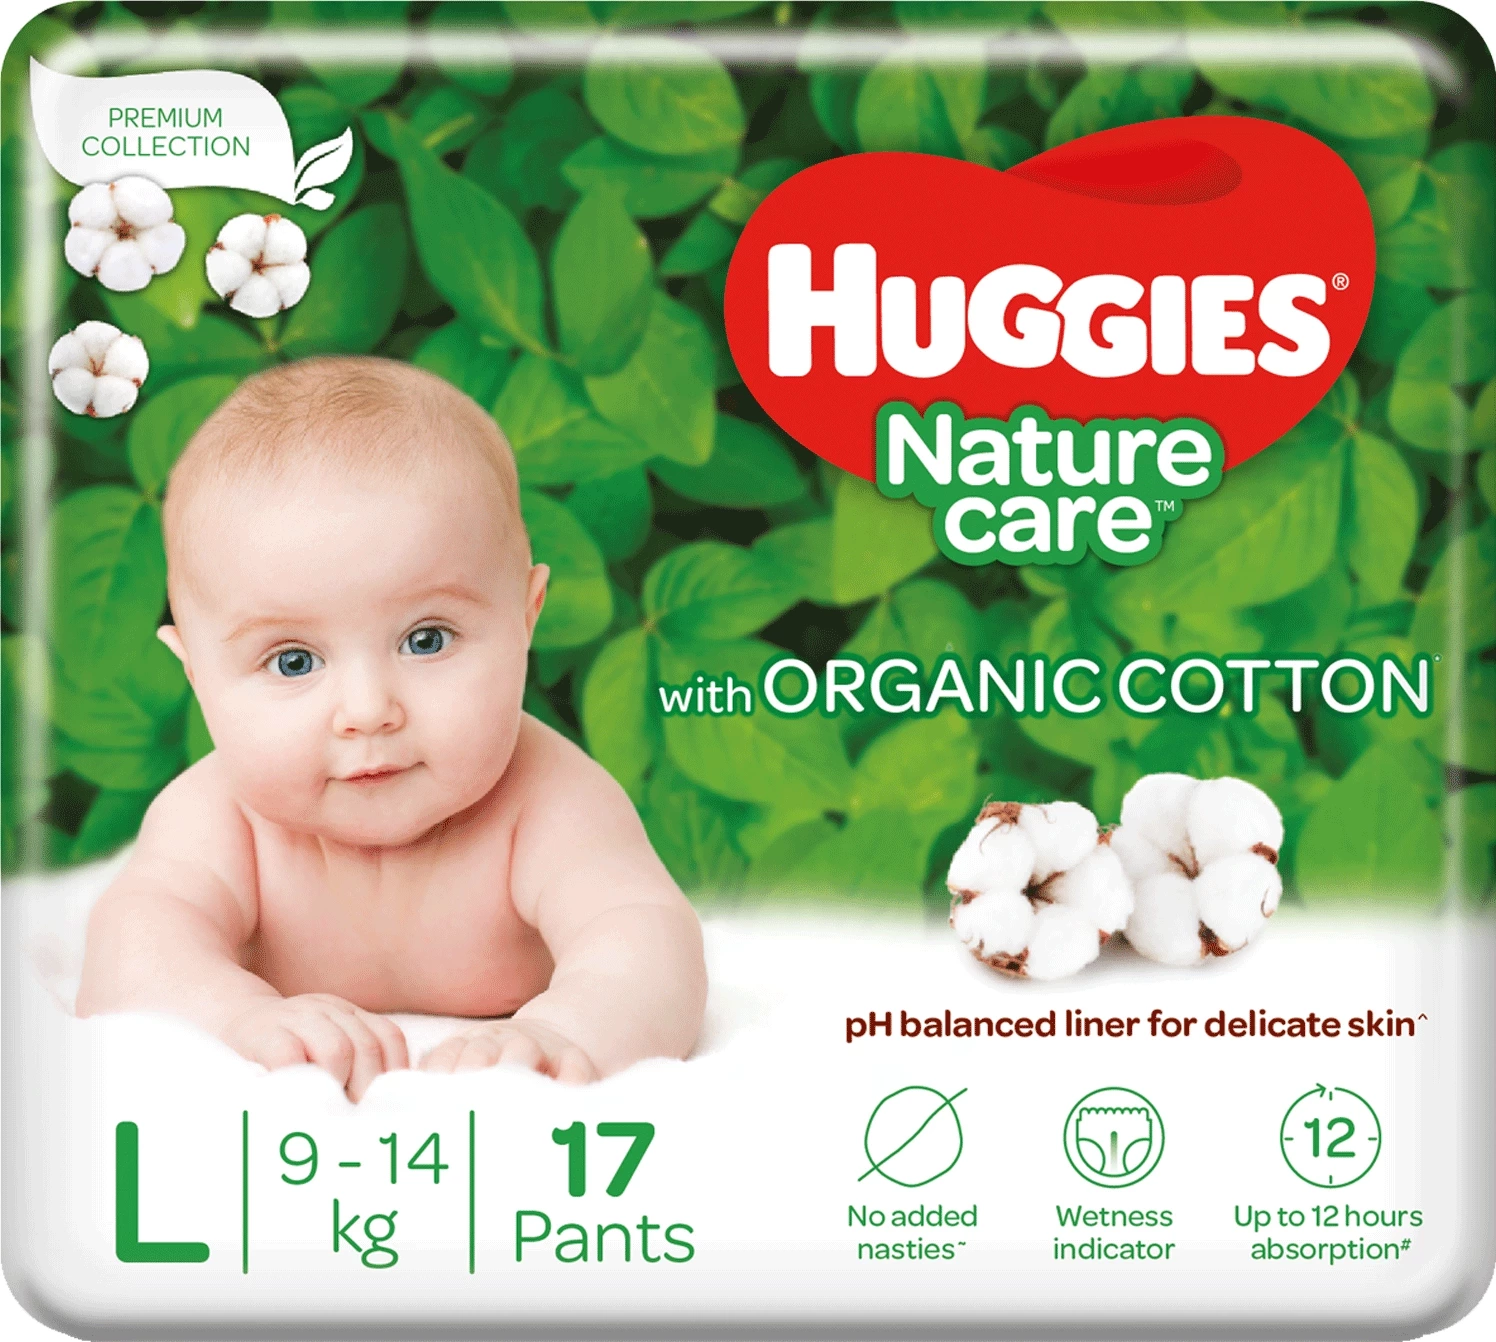 PREMIUM
COLLECTION
HUGGIES®
Nature
care™
with ORGANIC COTTON*
pH balanced liner for delicate skin^
L
9 - 14
kg
17
Pants
12
No added
nasties~
Wetness
indicator
Up to 12 hours
absorption#